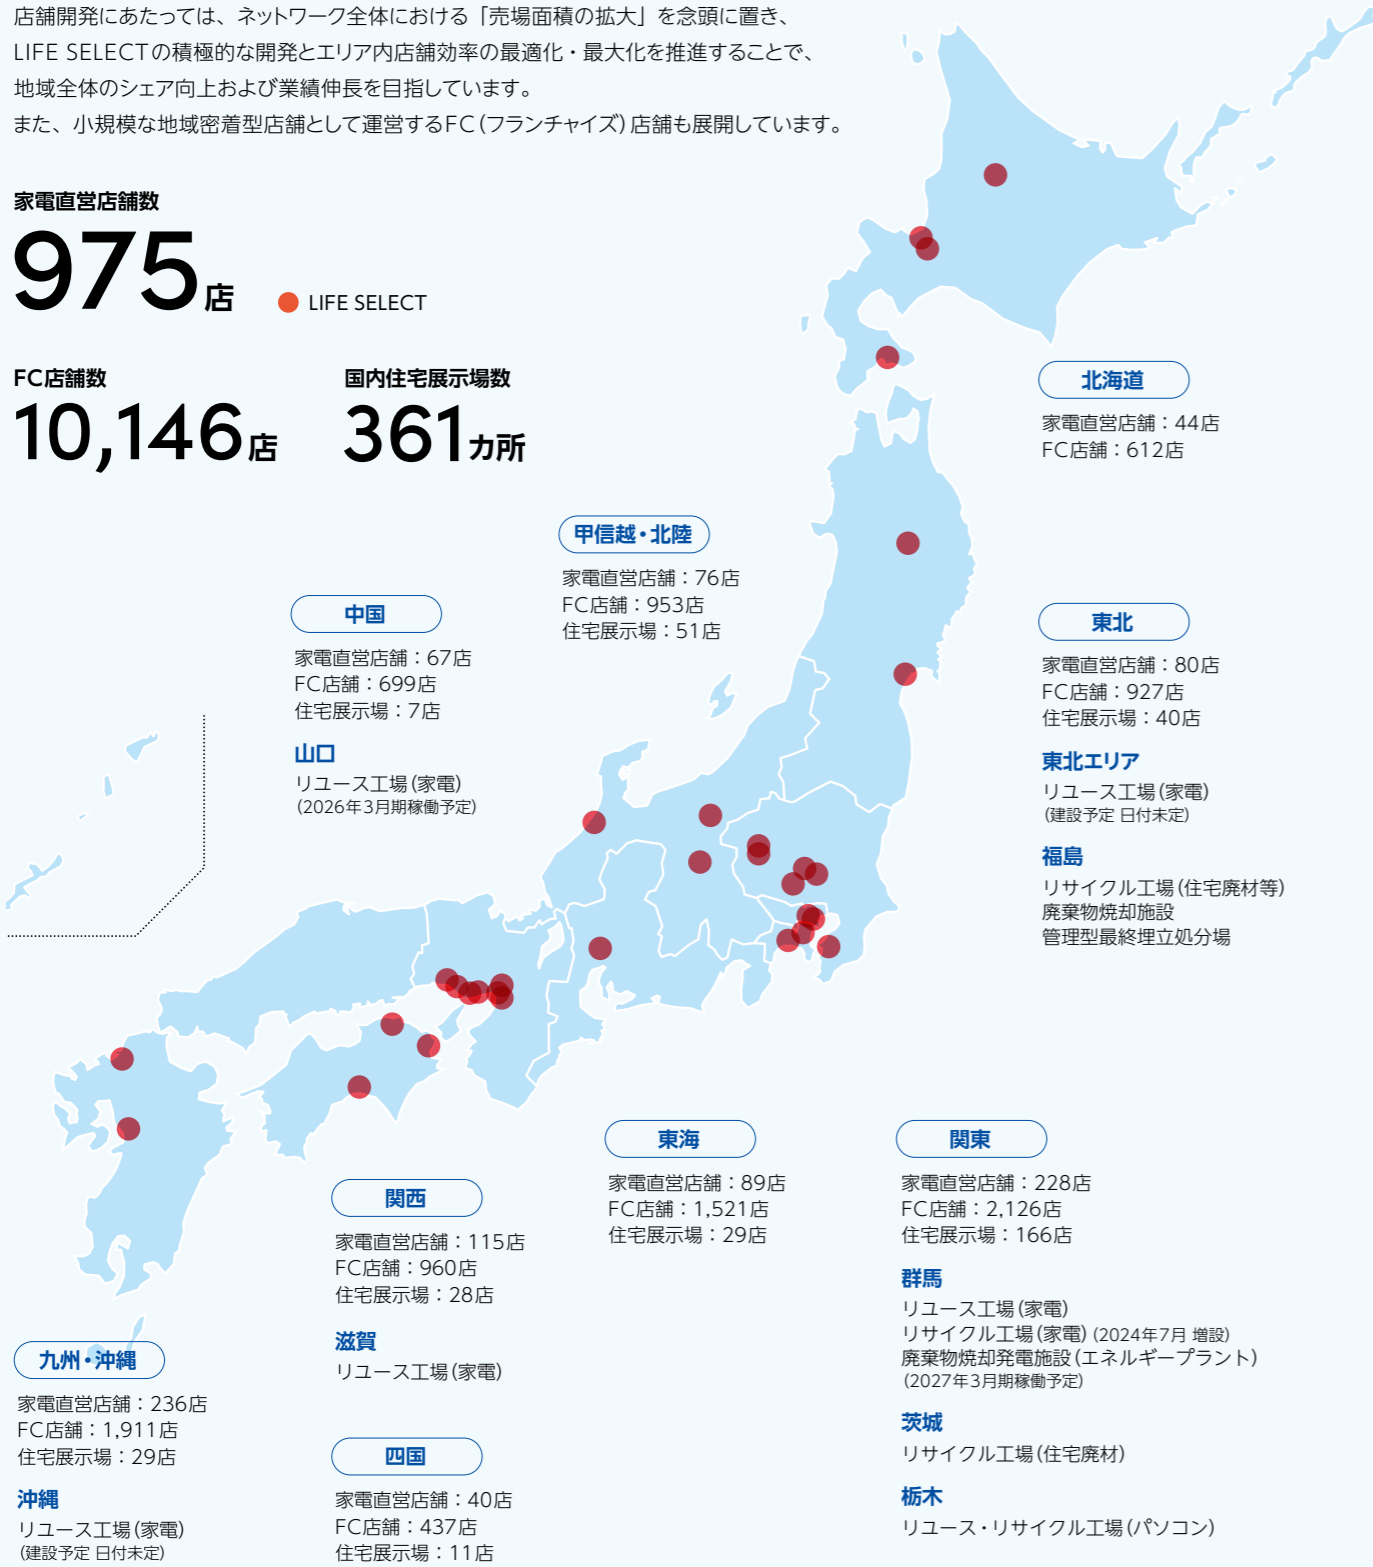 店舗開発にあたっては、ネットワーク全体における「売場面積の拡大」を念頭に置き、
LIFE SELECTの積極的な開発とエリア内店舗効率の最適化・最大化を推進することで、
地域全体のシェア向上および業績伸長を目指しています。
また、小規模な地域密着型店舗として運営するFC(フランチャイズ)店舗も展開しています。
家電直営店舗数
975店
LIFE SELECT
FC店舗数
10,146店
国内住宅展示場数
361カ所
北海道
家電直営店舗:44店
FC店舗:612店
甲信越・北陸
家電直営店舗:76店
FC店舗:953店
住宅展示場:51店
中国
家電直営店舗:67店
FC店舗:699店
住宅展示場:7店
山口
リユース工場(家電)
(2026年3月期稼働予定)
東北
家電直営店舗:80店
FC店舗:927店
住宅展示場:40店
東北エリア
リユース工場(家電)
(建設予定 日付未定)
福島
リサイクル工場(住宅廃材等)
廃棄物焼却施設
管理型最終埋立処分場
東海
家電直営店舗:89店
FC店舗:1,521店
住宅展示場:29店
関東
家電直営店舗:228店
FC店舗:2,126店
住宅展示場:166店
群馬
リユース工場(家電)
リサイクル工場(家電)(2024年7月 増設)
廃棄物焼却発電施設(エネルギープラント)
(2027年3月期稼働予定)
茨城
リサイクル工場(住宅廃材)
栃木
リユース・リサイクル工場(パソコン)
関西
家電直営店舗:115店
FC店舗:960店
住宅展示場:28店
滋賀
リユース工場(家電)
四国
家電直営店舗:40店
FC店舗:437店
住宅展示場:11店
九州・沖縄
家電直営店舗:236店
FC店舗:1,911店
住宅展示場:29店
沖縄
リユース工場(家電)
(建設予定 日付未定)